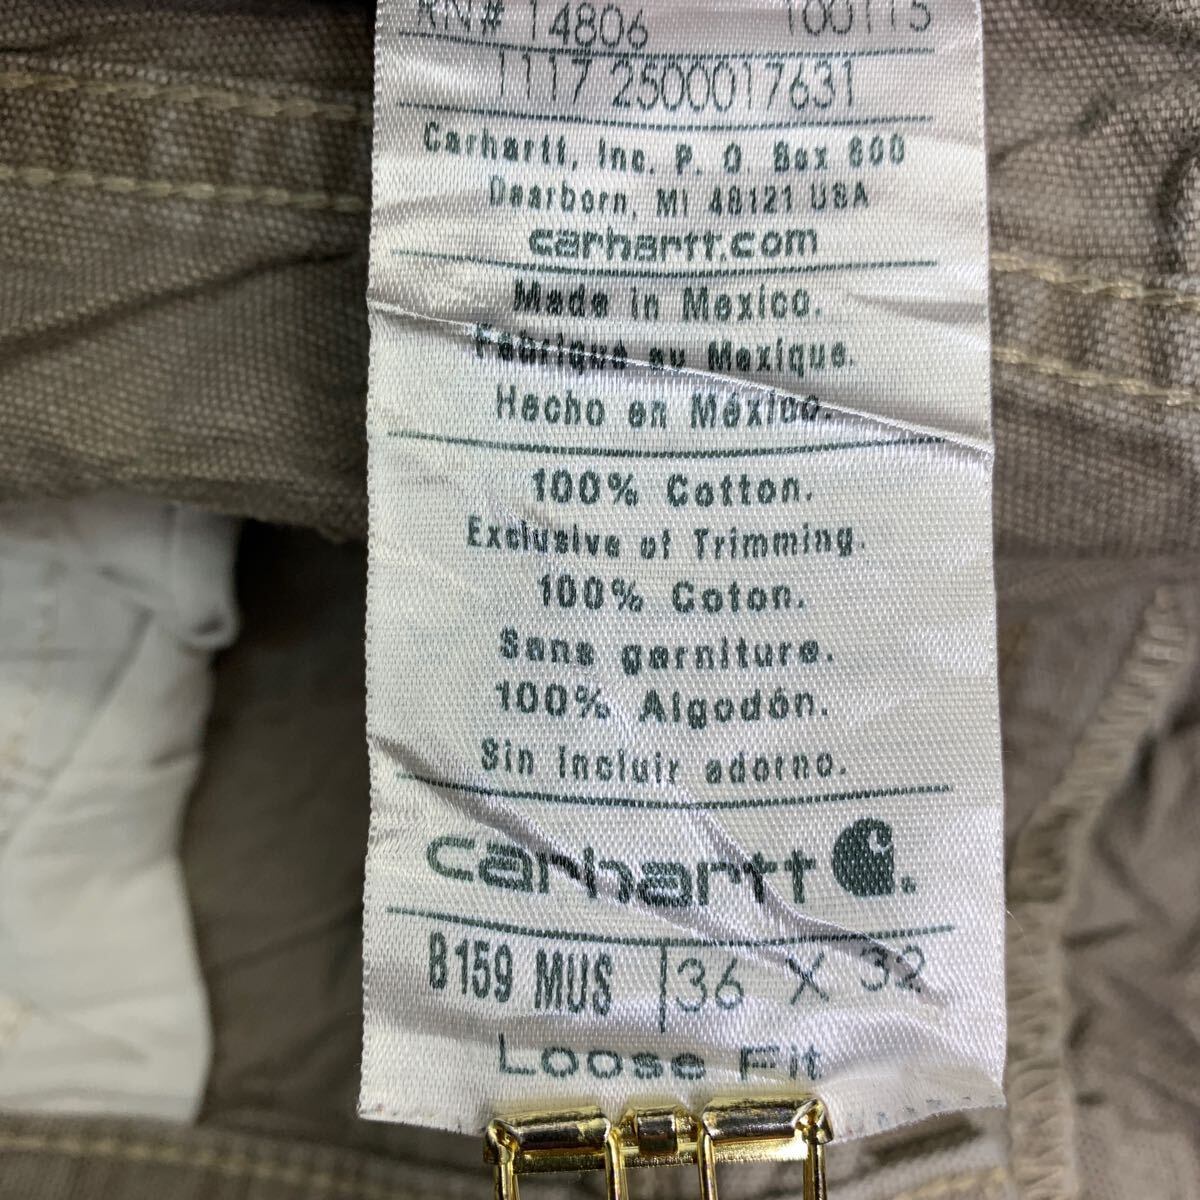 RN# 14806 100115
1117 2500017631
Carhartt, Inc. P. O. Box 600
Dearborn, MI 48121 USA
carhartt.com
Made in Mexico.
Fabriqué au Mexique.
Hecho en México.
100% Cotton.
Exclusive of Trimming.
100% Coton.
Sans garniture.
100% Algodón.
Sin incluir adorno.
carhartt
B159 MUS 36 X 32
Loose Fit